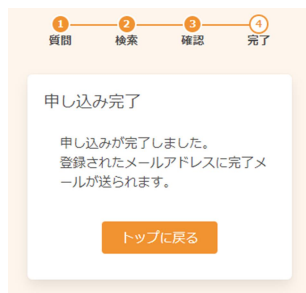 1 2 3 4
質問 検索 確認 完了
申し込み完了
申し込みが完了しました。
登録されたメールアドレスに完了メ
ールが送られます。
トップに戻る